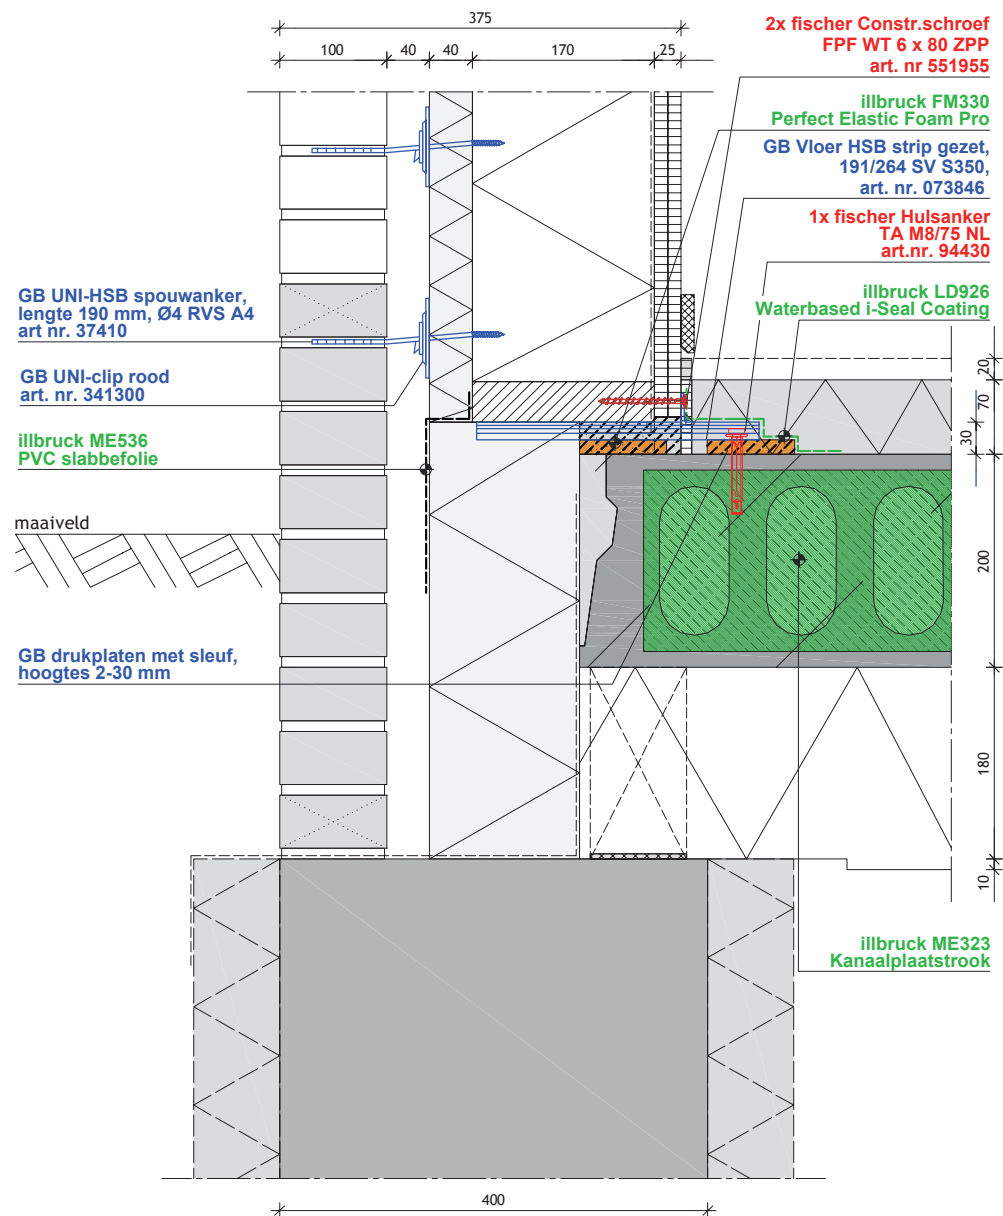 375
100
40
40
170
25
2x fischer Constr.schroef
FPF WT 6 x 80 ZPP
art. nr 551955
illbruck FM330
Perfect Elastic Foam Pro
GB Vloer HSB strip gezet,
191/264 SV S350,
art. nr. 073846
1x fischer Hulsanker
TA M8/75 NL
art.nr. 94430
illbruck LD926
Waterbased i-Seal Coating
GB UNI-HSB spouwanker,
lengte 190 mm, Ø4 RVS A4
art nr. 37410
GB UNI-clip rood
art. nr. 341300
illbruck ME536
PVC slabbefolie
maaiveld
GB drukplaten met sleuf,
hoogtes 2-30 mm
20
70
30
200
180
10
illbruck ME323
Kanaalplaatstrook
400